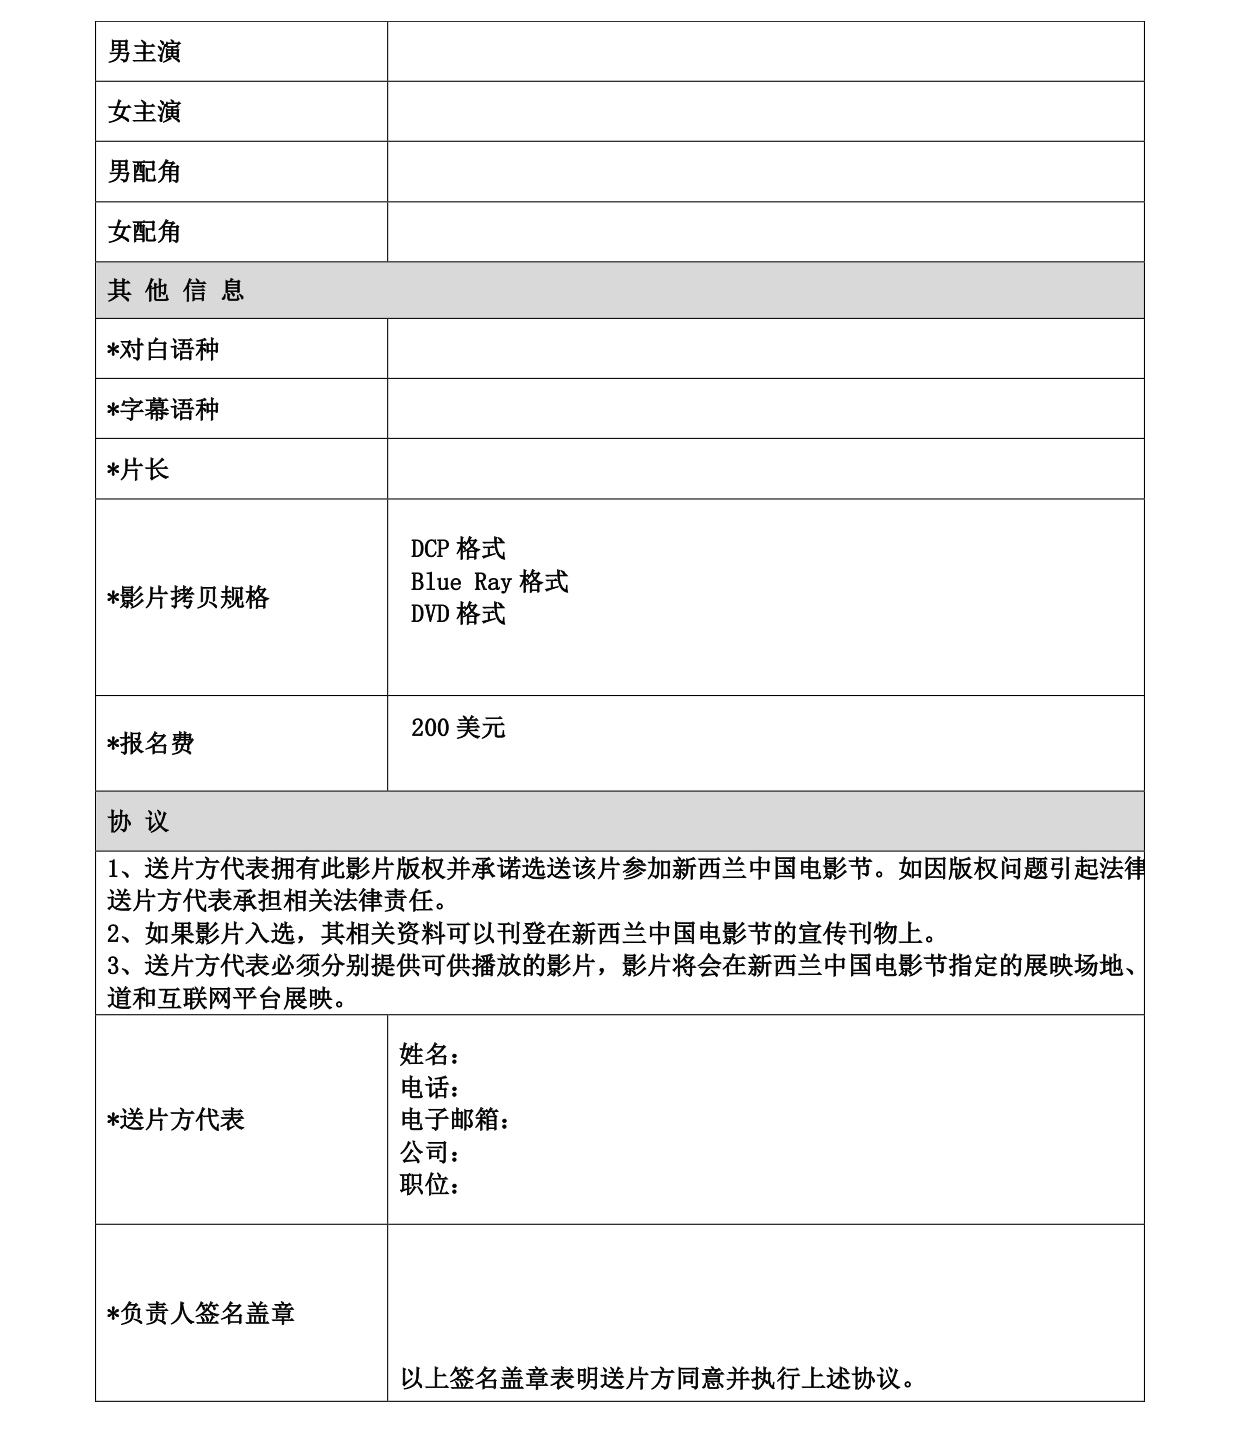 男主演
女主演
男配角
女配角
其 他 信 息
*对白语种
*字幕语种
*片长
*影片拷贝规格
DCP 格式
Blue Ray 格式
DVD 格式
*报名费
200 美元
协 议
1、送片方代表拥有此影片版权并承诺选送该片参加新西兰中国电影节。如因版权问题引起法律
送片方代表承担相关法律责任。
2、如果影片入选，其相关资料可以刊登在新西兰中国电影节的宣传刊物上。
3、送片方代表必须分别提供可供播放的影片，影片将会在新西兰中国电影节指定的展映场地、
道和互联网平台展映。
*送片方代表
姓名：
电话：
电子邮箱：
公司：
职位：
*负责人签名盖章
以上签名盖章表明送片方同意并执行上述协议。